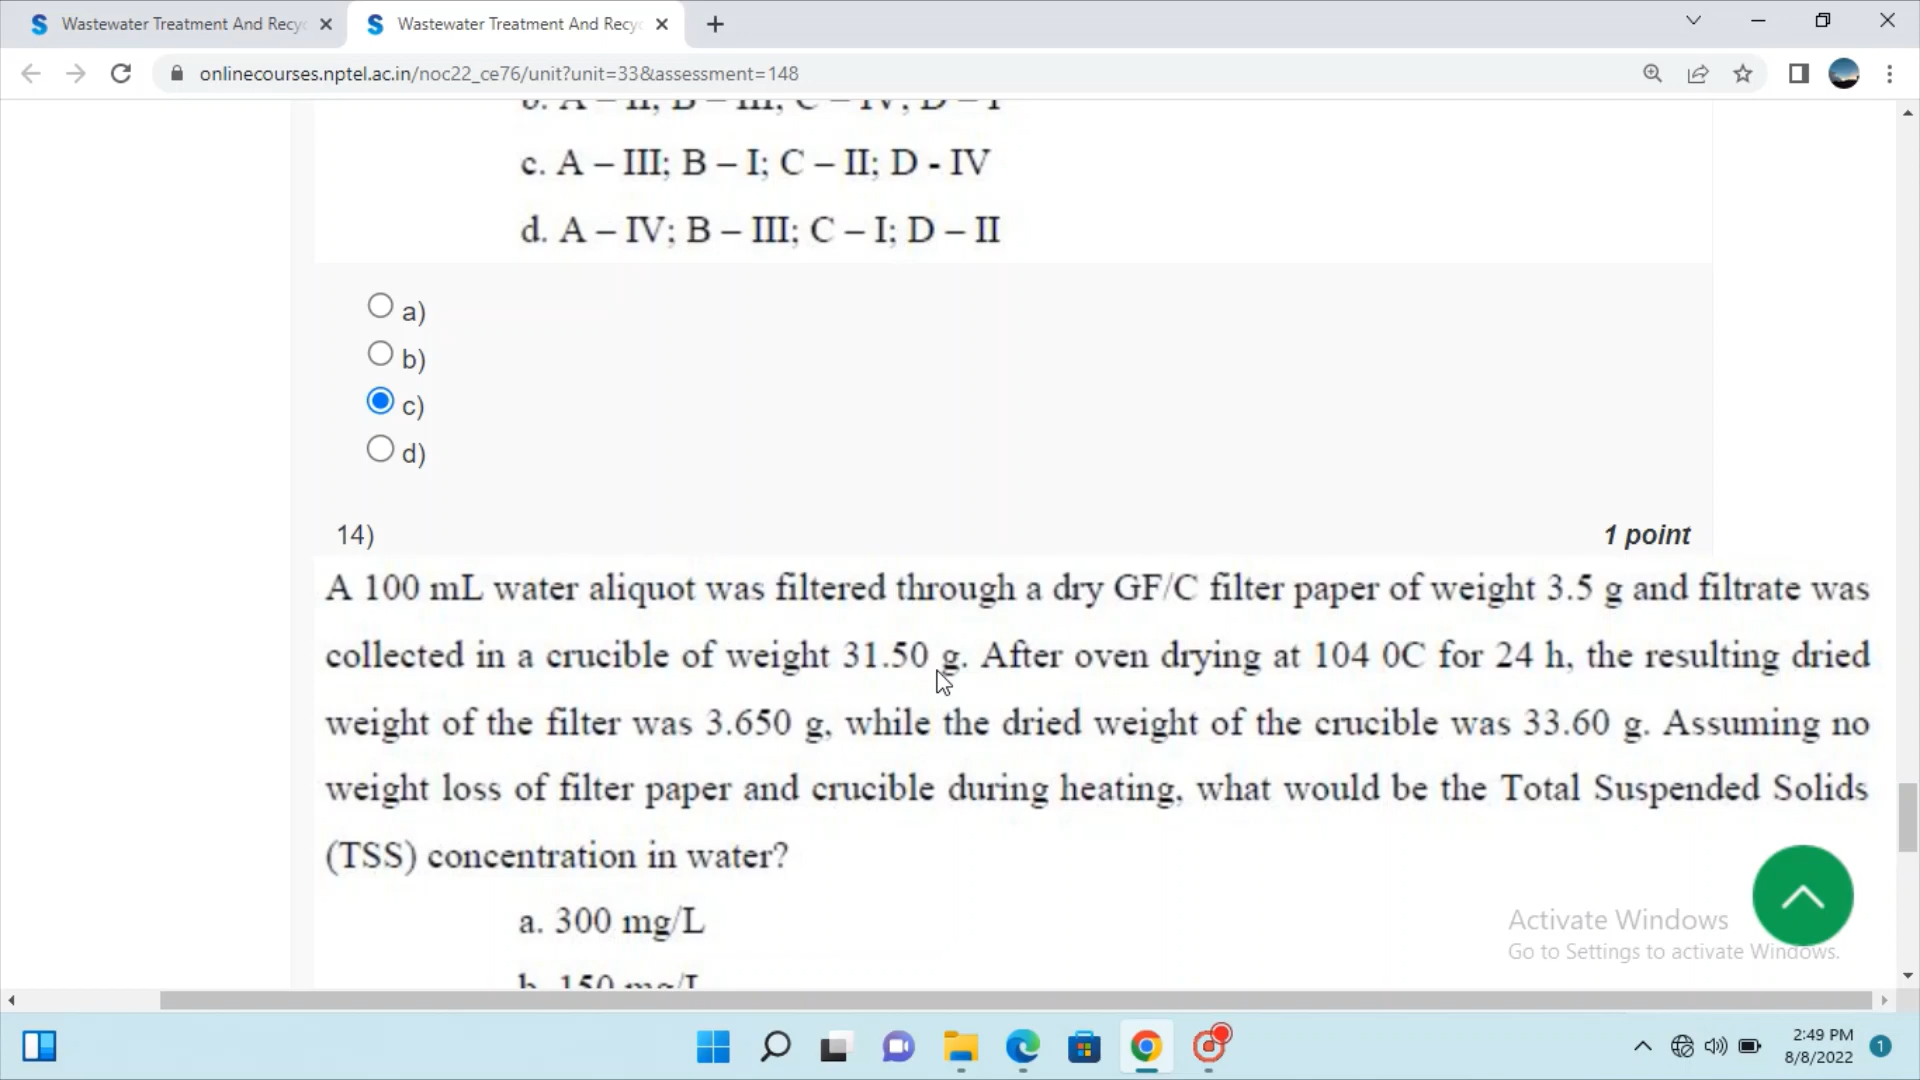 Wastewater Treatment And Recyc
Wastewater Treatment And Recyc
onlinecourses.nptel.ac.in/noc22_ce76/unit?unit=33&assessment=148
b. A – II; B – III; C – IV; D – I
c. A – III; B – I; C – II; D - IV
d. A – IV; B – III; C – I; D – II
a)
b)
c)
d)
14)
1 point
A 100 mL water aliquot was filtered through a dry GF/C filter paper of weight 3.5 g and filtrate was
collected in a crucible of weight 31.50 g. After oven drying at 104 0C for 24 h, the resulting dried
weight of the filter was 3.650 g, while the dried weight of the crucible was 33.60 g. Assuming no
weight loss of filter paper and crucible during heating, what would be the Total Suspended Solids
(TSS) concentration in water?
a. 300 mg/L
b. 150 mg/L
Activate Windows
Go to Settings to activate Windows.
2:49 PM
8/8/2022
1